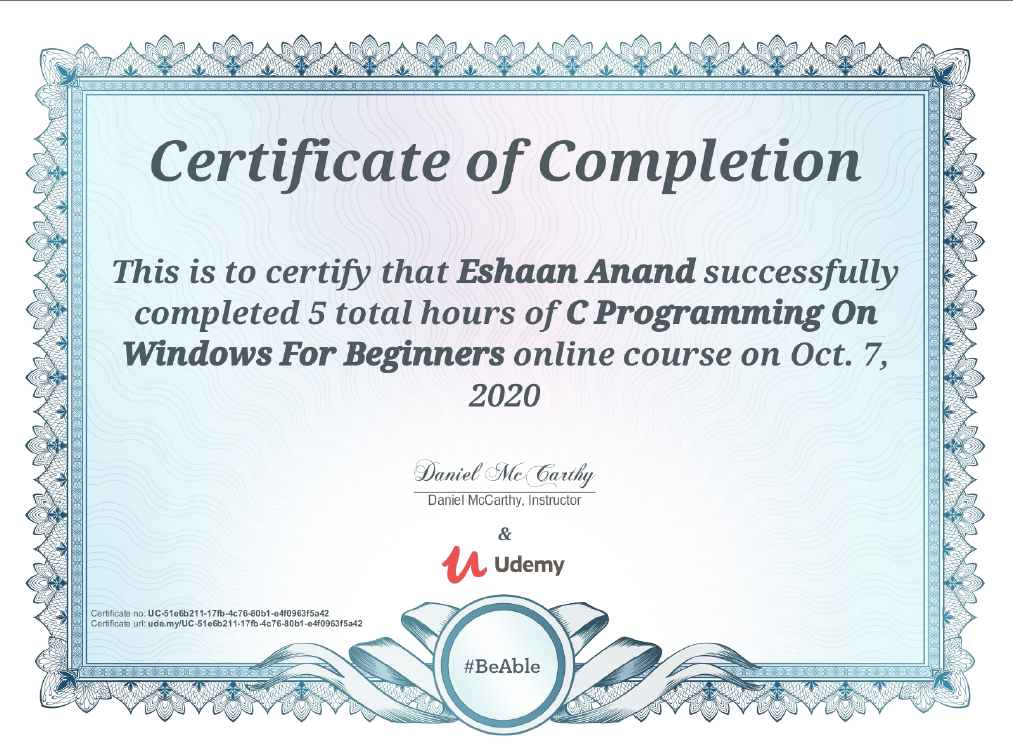 Certificate of Completion
This is to certify that Eshaan Anand successfully
completed 5 total hours of C Programming On
Windows For Beginners online course on Oct. 7,
2020
Daniel Mc Carthy
Daniel McCarthy, Instructor
&
Udemy
Certificate no: UC-51e6b211-17fb-4c76-80b1-e4f0963f5a42
Certificate url: ude.my/UC-51e6b211-17fb-4c76-80b1-e4f0963f5a42
#BeAble